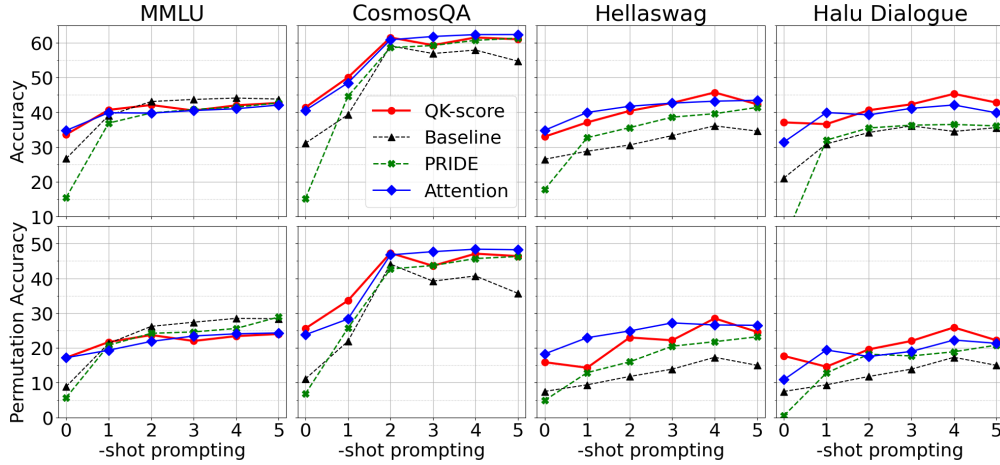 MMLU
CosmosQA
Hellaswag
Halu Dialogue
Accuracy
60
50
40
30
20
10
QK-score
Baseline
PRIDE
Attention
Permutation Accuracy
50
40
30
20
10
0
0 1 2 3 4 5
0 1 2 3 4 5
0 1 2 3 4 5
0 1 2 3 4 5
-shot prompting
-shot prompting
-shot prompting
-shot prompting